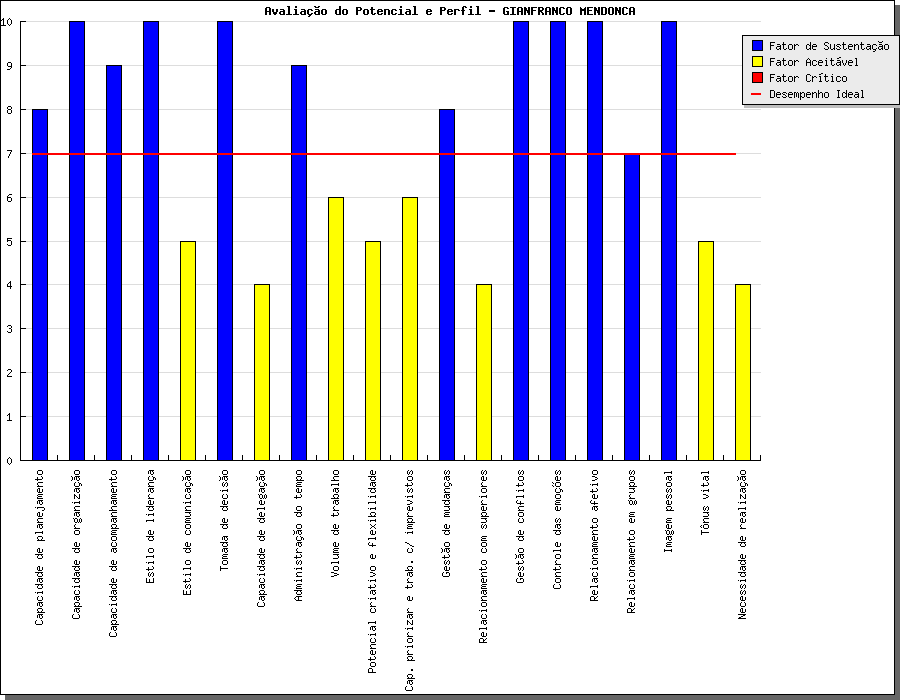 Avaliação do Potencial e Perfil - GIANFRANCO MENDONCA
Fator de Sustentação
Fator Aceitável
Fator Crítico
Desempenho Ideal
10
9
8
7
6
5
4
3
2
1
0
Capacidade de planejamento
Capacidade de organização
Capacidade de acompanhamento
Estilo de liderança
Estilo de comunicação
Tomada de decisão
Capacidade de delegação
Administração do tempo
Volume de trabalho
Potencial criativo e flexibilidade
Cap. priorizar e trab. c/ imprevistos
Gestão de mudanças
Relacionamento com superiores
Gestão de conflitos
Controle das emoções
Relacionamento afetivo
Relacionamento em grupos
Imagem pessoal
Tônus vital
Necessidade de realização